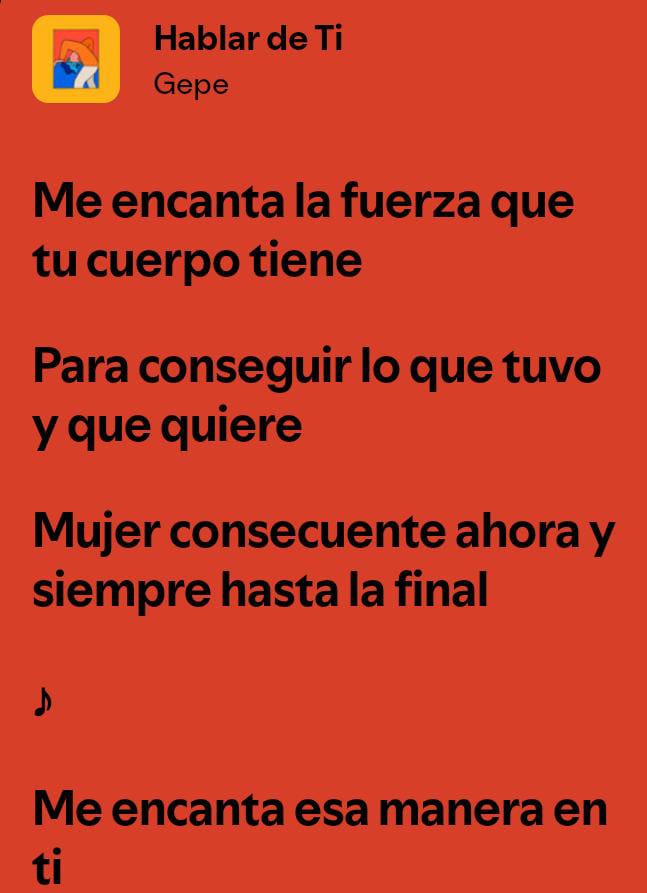 Hablar de Ti
Gepe
Me encanta la fuerza que
tu cuerpo tiene
Para conseguir lo que tuvo
y que quiere
Mujer consecuente ahora y
siempre hasta la final
♪
Me encanta esa manera en
ti